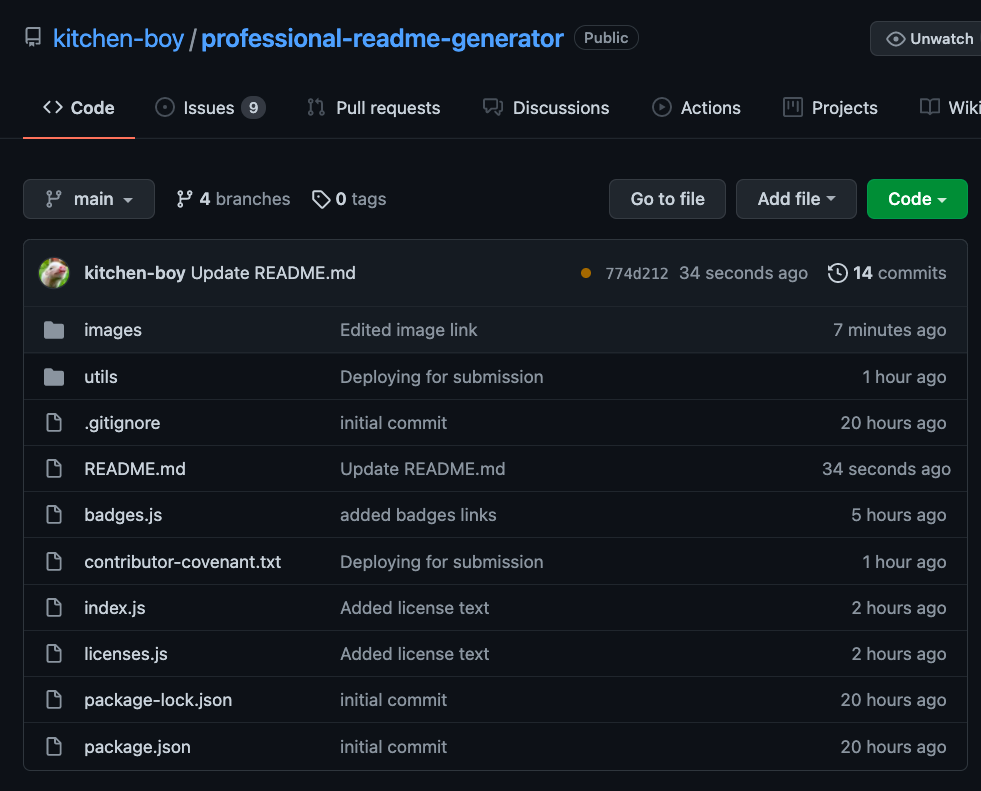 kitchen-boy / professional-readme-generator Public Unwatch
Code Issues 9 Pull requests Discussions Actions Projects Wiki
main 4 branches 0 tags Go to file Add file Code
kitchen-boy Update README.md 774d212 34 seconds ago 14 commits
images Edited image link 7 minutes ago
utils Deploying for submission 1 hour ago
.gitignore initial commit 20 hours ago
README.md Update README.md 34 seconds ago
badges.js added badges links 5 hours ago
contributor-covenant.txt Deploying for submission 1 hour ago
index.js Added license text 2 hours ago
licenses.js Added license text 2 hours ago
package-lock.json initial commit 20 hours ago
package.json initial commit 20 hours ago